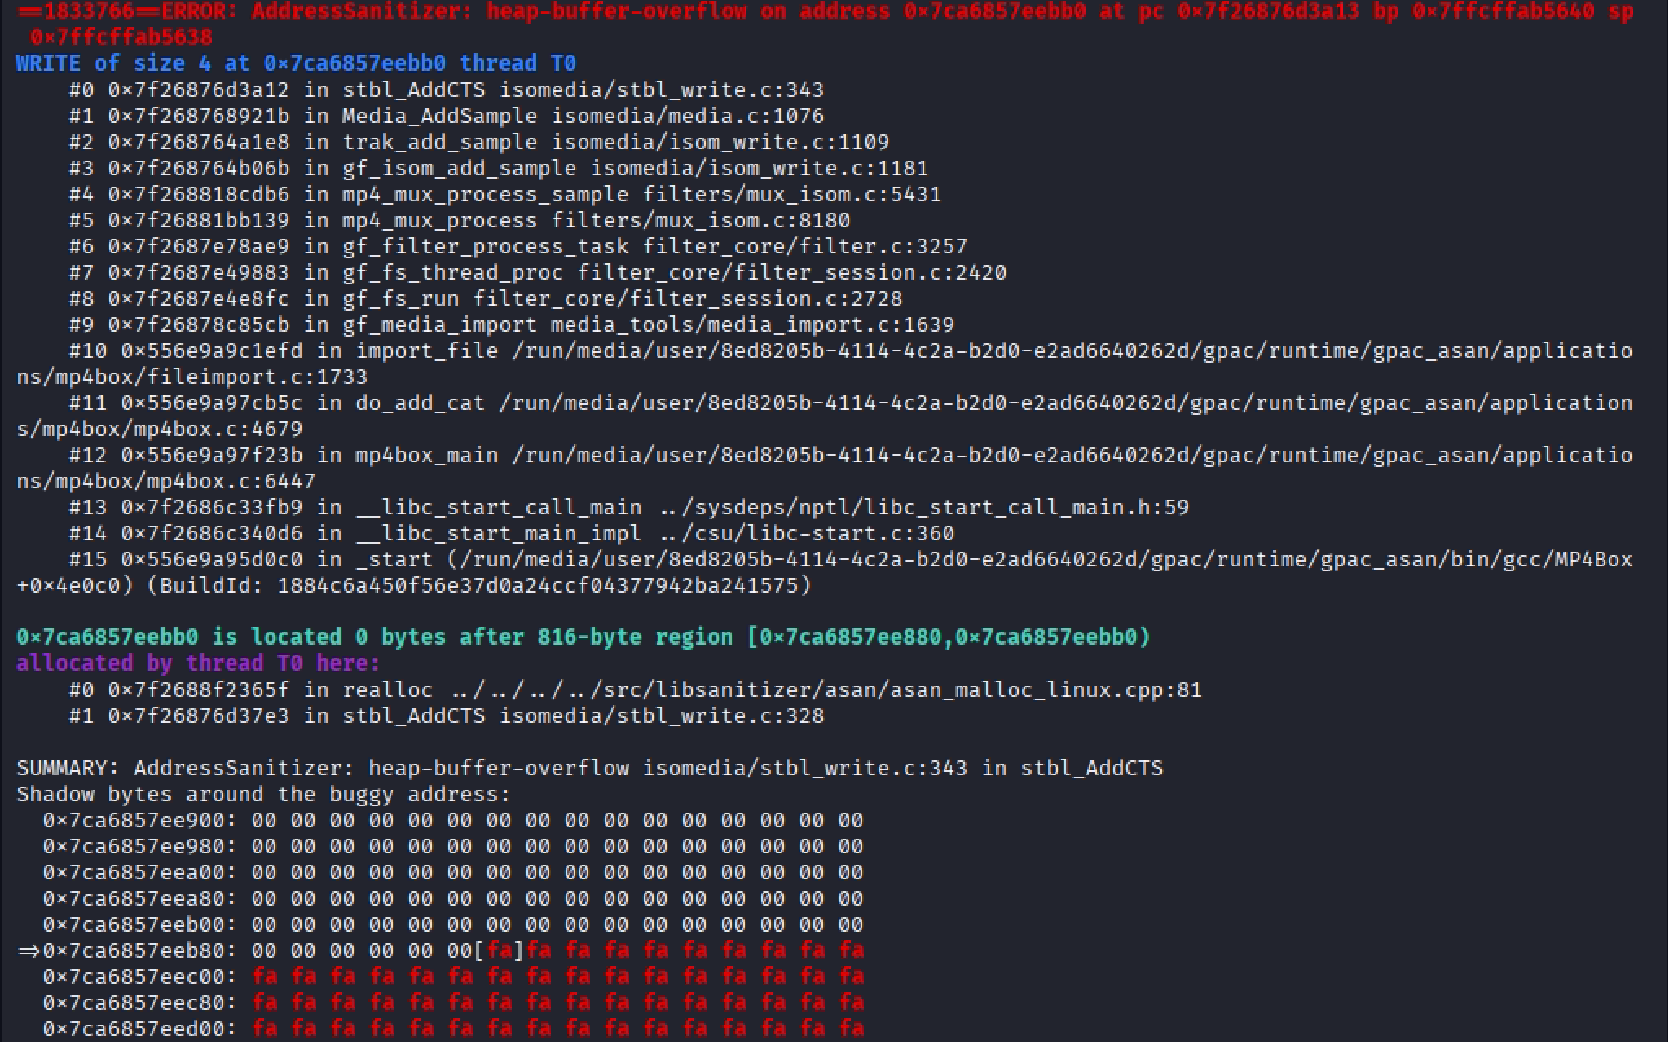 ==1833766==ERROR: AddressSanitizer: heap-buffer-overflow on address 0x7ca6857eebb0 at pc 0x7f26876d3a13 bp 0x7ffcffab5640 sp
0x7ffcffab5638
WRITE of size 4 at 0x7ca6857eebb0 thread T0
#0 0x7f26876d3a12 in stbl_AddCTS isomedia/stbl_write.c:343
#1 0x7f268768921b in Media_AddSample isomedia/media.c:1076
#2 0x7f268764a1e8 in trak_add_sample isomedia/isom_write.c:1109
#3 0x7f268764b06b in gf_isom_add_sample isomedia/isom_write.c:1181
#4 0x7f268818cdb6 in mp4_mux_process_sample filters/mux_isom.c:5431
#5 0x7f26881bb139 in mp4_mux_process filters/mux_isom.c:8180
#6 0x7f2687e78ae9 in gf_filter_process_task filter_core/filter.c:3257
#7 0x7f2687e49883 in gf_fs_thread_proc filter_core/filter_session.c:2420
#8 0x7f2687e4e8fc in gf_fs_run filter_core/filter_session.c:2728
#9 0x7f26878c85cb in gf_media_import media_tools/media_import.c:1639
#10 0x556e9a9c1efd in import_file /run/media/user/8ed8205b-4114-4c2a-b2d0-e2ad6640262d/gpac/runtime/gpac_asan/applicatio
ns/mp4box/fileimport.c:1733
#11 0x556e9a97cb5c in do_add_cat /run/media/user/8ed8205b-4114-4c2a-b2d0-e2ad6640262d/gpac/runtime/gpac_asan/application
s/mp4box/mp4box.c:4679
#12 0x556e9a97f23b in mp4box_main /run/media/user/8ed8205b-4114-4c2a-b2d0-e2ad6640262d/gpac/runtime/gpac_asan/applicatio
ns/mp4box/mp4box.c:6447
#13 0x7f2686c33fb9 in __libc_start_call_main ../sysdeps/nptl/libc_start_call_main.h:59
#14 0x7f2686c340d6 in __libc_start_main_impl ../csu/libc-start.c:360
#15 0x556e9a95d0c0 in _start (/run/media/user/8ed8205b-4114-4c2a-b2d0-e2ad6640262d/gpac/runtime/gpac_asan/bin/gcc/MP4Box
+0x4e0c0) (BuildId: 1884c6a450f56e37d0a24ccf04377942ba241575)
0x7ca6857eebb0 is located 0 bytes after 816-byte region [0x7ca6857ee880,0x7ca6857eebb0)
allocated by thread T0 here:
#0 0x7f2688f2365f in realloc ../../../../src/libsanitizer/asan/asan_malloc_linux.cpp:81
#1 0x7f26876d37e3 in stbl_AddCTS isomedia/stbl_write.c:328
SUMMARY: AddressSanitizer: heap-buffer-overflow isomedia/stbl_write.c:343 in stbl_AddCTS
Shadow bytes around the buggy address:
0x7ca6857ee900: 00 00 00 00 00 00 00 00 00 00 00 00 00 00 00 00
0x7ca6857ee980: 00 00 00 00 00 00 00 00 00 00 00 00 00 00 00 00
0x7ca6857eea00: 00 00 00 00 00 00 00 00 00 00 00 00 00 00 00 00
0x7ca6857eea80: 00 00 00 00 00 00 00 00 00 00 00 00 00 00 00 00
0x7ca6857eeb00: 00 00 00 00 00 00 00 00 00 00 00 00 00 00 00 00
=>0x7ca6857eeb80: 00 00 00 00 00 00[fa]fa fa fa fa fa fa fa fa fa
0x7ca6857eec00: fa fa fa fa fa fa fa fa fa fa fa fa fa fa fa fa
0x7ca6857eec80: fa fa fa fa fa fa fa fa fa fa fa fa fa fa fa fa
0x7ca6857eed00: fa fa fa fa fa fa fa fa fa fa fa fa fa fa fa fa